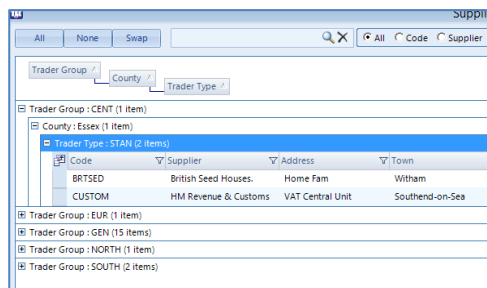 Suppli
All None Swap All Code Supplier
Trader Group
County
Trader Type
Trader Group : CENT (1 item)
County : Essex (1 item)
Trader Type : STAN (2 items)
Code Supplier Address Town
BRTSED British Seed Houses. Home Fam Witham
CUSTOM HM Revenue & Customs VAT Central Unit Southend-on-Sea
Trader Group : EUR (1 item)
Trader Group : GEN (15 items)
Trader Group : NORTH (1 item)
Trader Group : SOUTH (2 items)